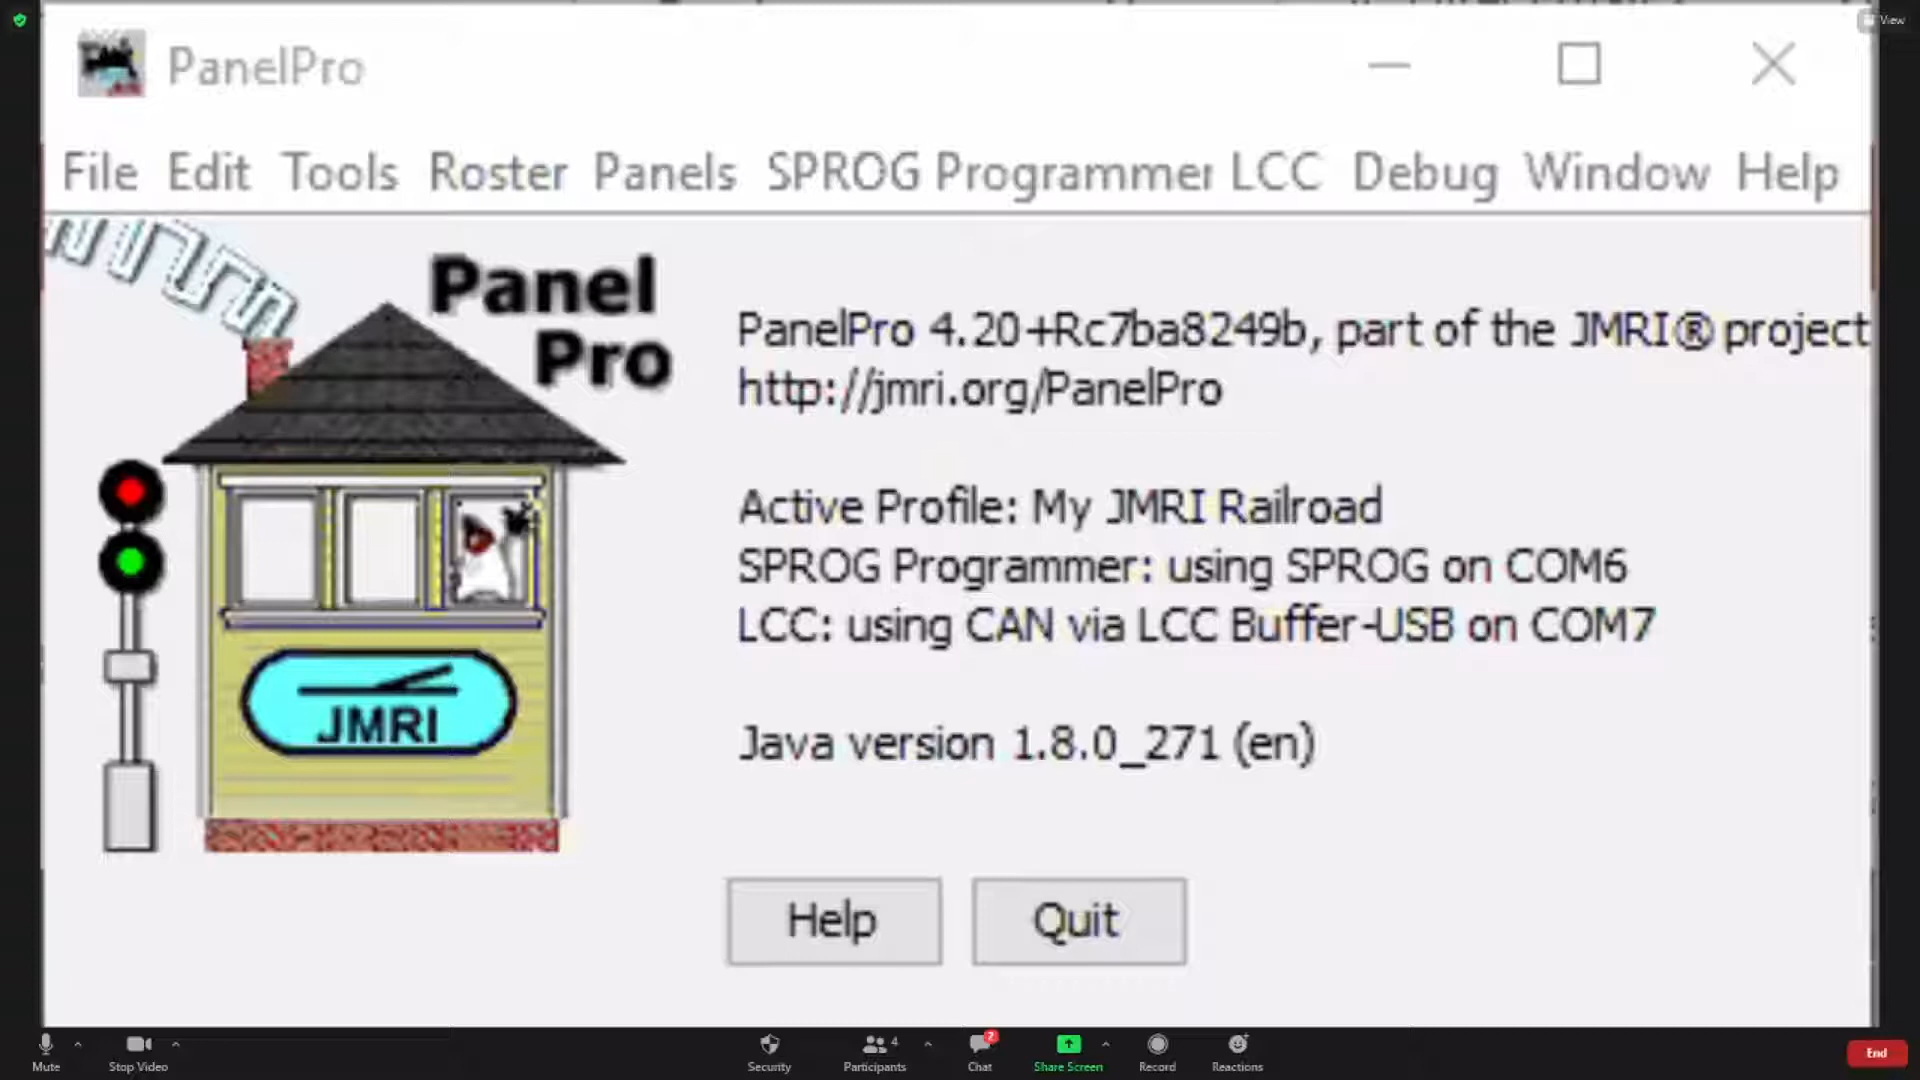 View
PanelPro
File Edit Tools Roster Panels SPROG Programmer LCC Debug Window Help
Panel
Pro
PanelPro 4.20+Rc7ba8249b, part of the JMRI® project
http://jmri.org/PanelPro
Active Profile: My JMRI Railroad
SPROG Programmer: using SPROG on COM6
LCC: using CAN via LCC Buffer-USB on COM7
JMRI
Java version 1.8.0_271 (en)
Help Quit
4
2
Mute Stop Video Security Participants Chat Share Screen Record Reactions End